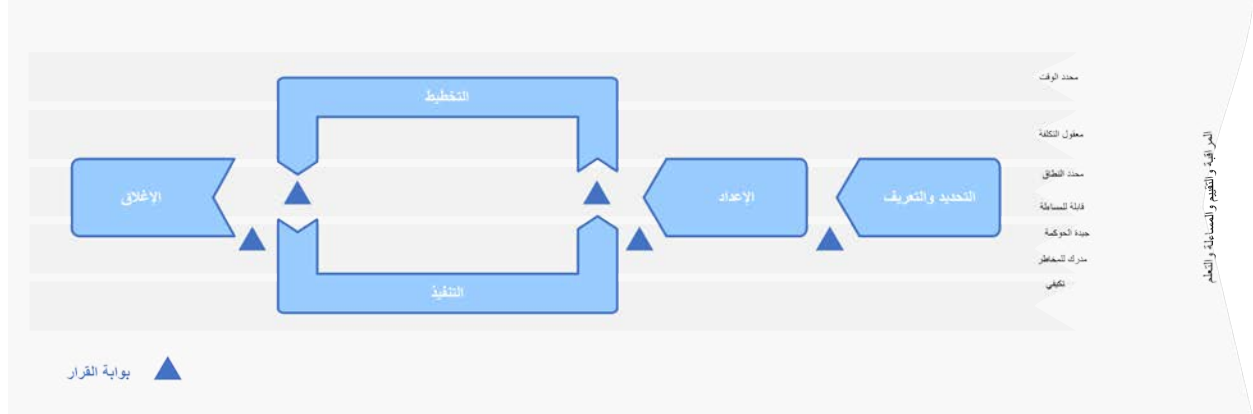 محدد الوقت
معقول التكلفة
محدد النطاق
قابلة للمساءلة
جيدة الحوكمة
مدرك للمخاطر
تكيفي
المراقبة والتقييم والمساءلة والتعلم
التحديد والتعريف
الإعداد
التخطيط
التنفيذ
الإغلاق
بوابة القرار